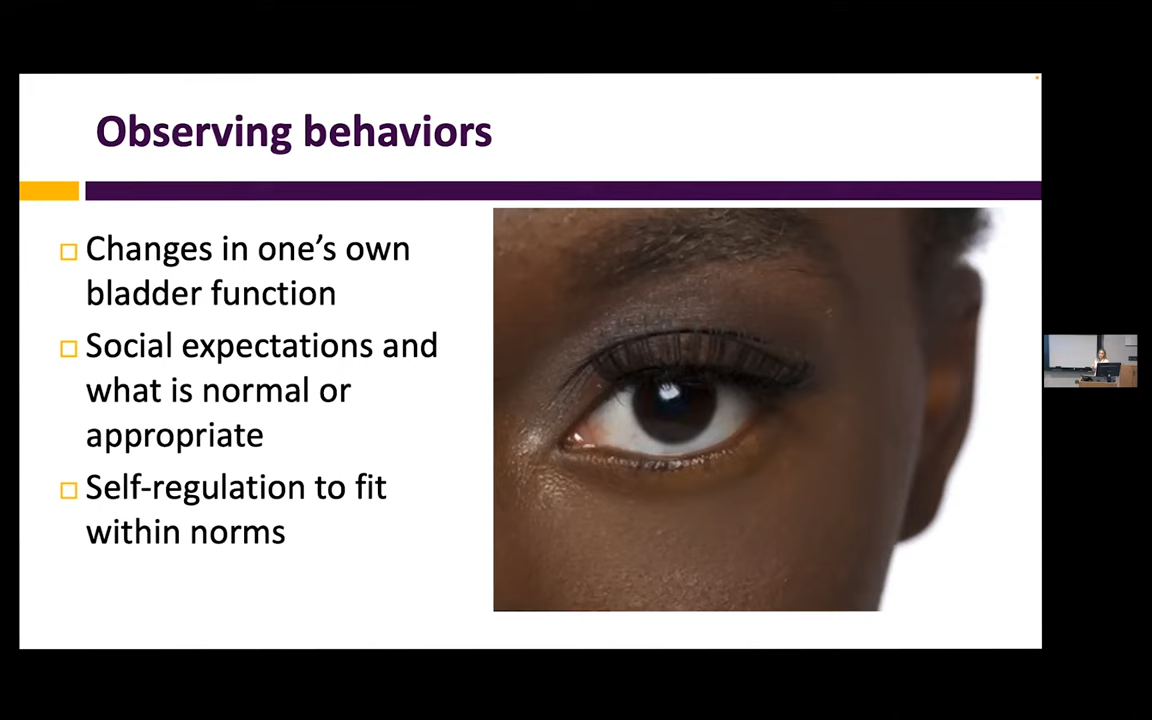 Observing behaviors
Changes in one’s own
bladder function
Social expectations and
what is normal or
appropriate
Self-regulation to fit
within norms